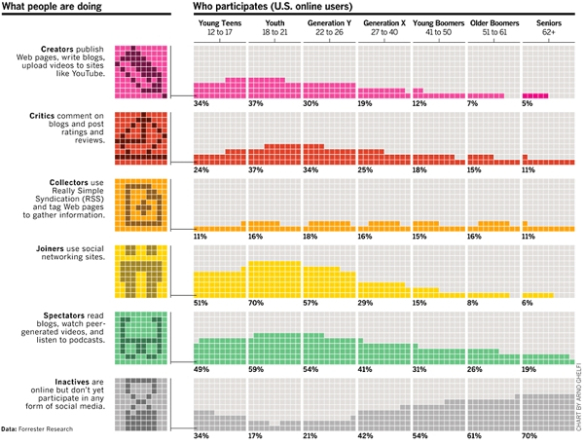 What people are doing
Who participates (U.S. online users)
Young Teens Youth Generation Y Generation X Young Boomers Older Boomers Seniors
12 to 17 18 to 21 22 to 26 27 to 40 41 to 50 51 to 61 62+
Creators publish
Web pages, write blogs,
upload videos to sites
like YouTube.
34% 37% 30% 19% 12% 7% 5%
Critics comment on
blogs and post
ratings and
reviews.
24% 37% 34% 25% 18% 15% 11%
Collectors use
Really Simple
Syndication (RSS)
and tag Web pages
to gather information.
11% 16% 18% 16% 15% 16% 11%
Joiners use social
networking sites.
51% 70% 57% 29% 15% 8% 6%
Spectators read
blogs, watch peer-
generated videos, and
listen to podcasts.
49% 59% 54% 41% 31% 26% 19%
Inactives are
online but don't yet
participate in any
form of social media.
34% 17% 21% 42% 54% 61% 70%
Data: Forrester Research
CHART BY ARNO GHELFI